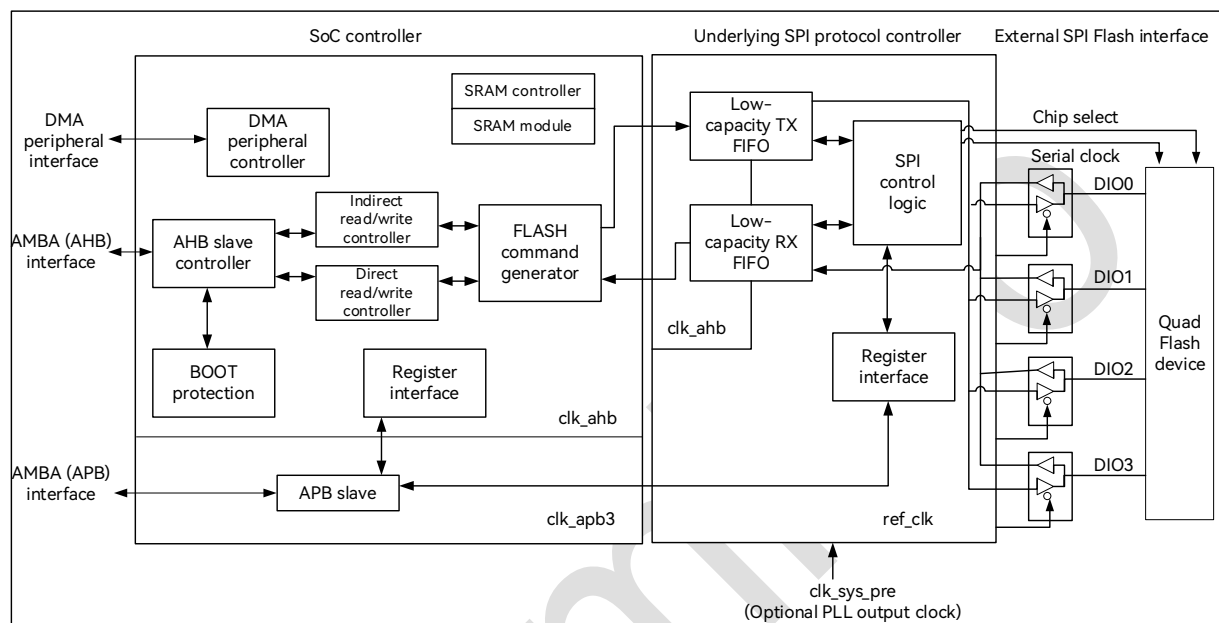 SoC controller
Underlying SPI protocol controller
External SPI Flash interface
SRAM controller
SRAM module
DMA
peripheral
interface
DMA
peripheral
controller
Low-
capacity TX
FIFO
SPI
control
logic
Chip select
Serial clock
DIO0
AMBA (AHB)
interface
AHB slave
controller
Indirect
read/write
controller
Direct
read/write
controller
FLASH
command
generator
Low-
capacity RX
FIFO
DIO1
clk_ahb
Quad
Flash
device
BOOT
protection
Register
interface
Register
interface
DIO2
clk_ahb
AMBA (APB)
interface
APB slave
clk_apb3
ref_clk
DIO3
clk_sys_pre
(Optional PLL output clock)